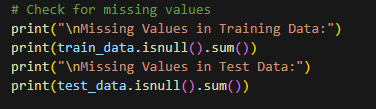 # Check for missing values
print("\nMissing Values in Training Data:")
print(train_data.isnull().sum())
print("\nMissing Values in Test Data:")
print(test_data.isnull().sum())